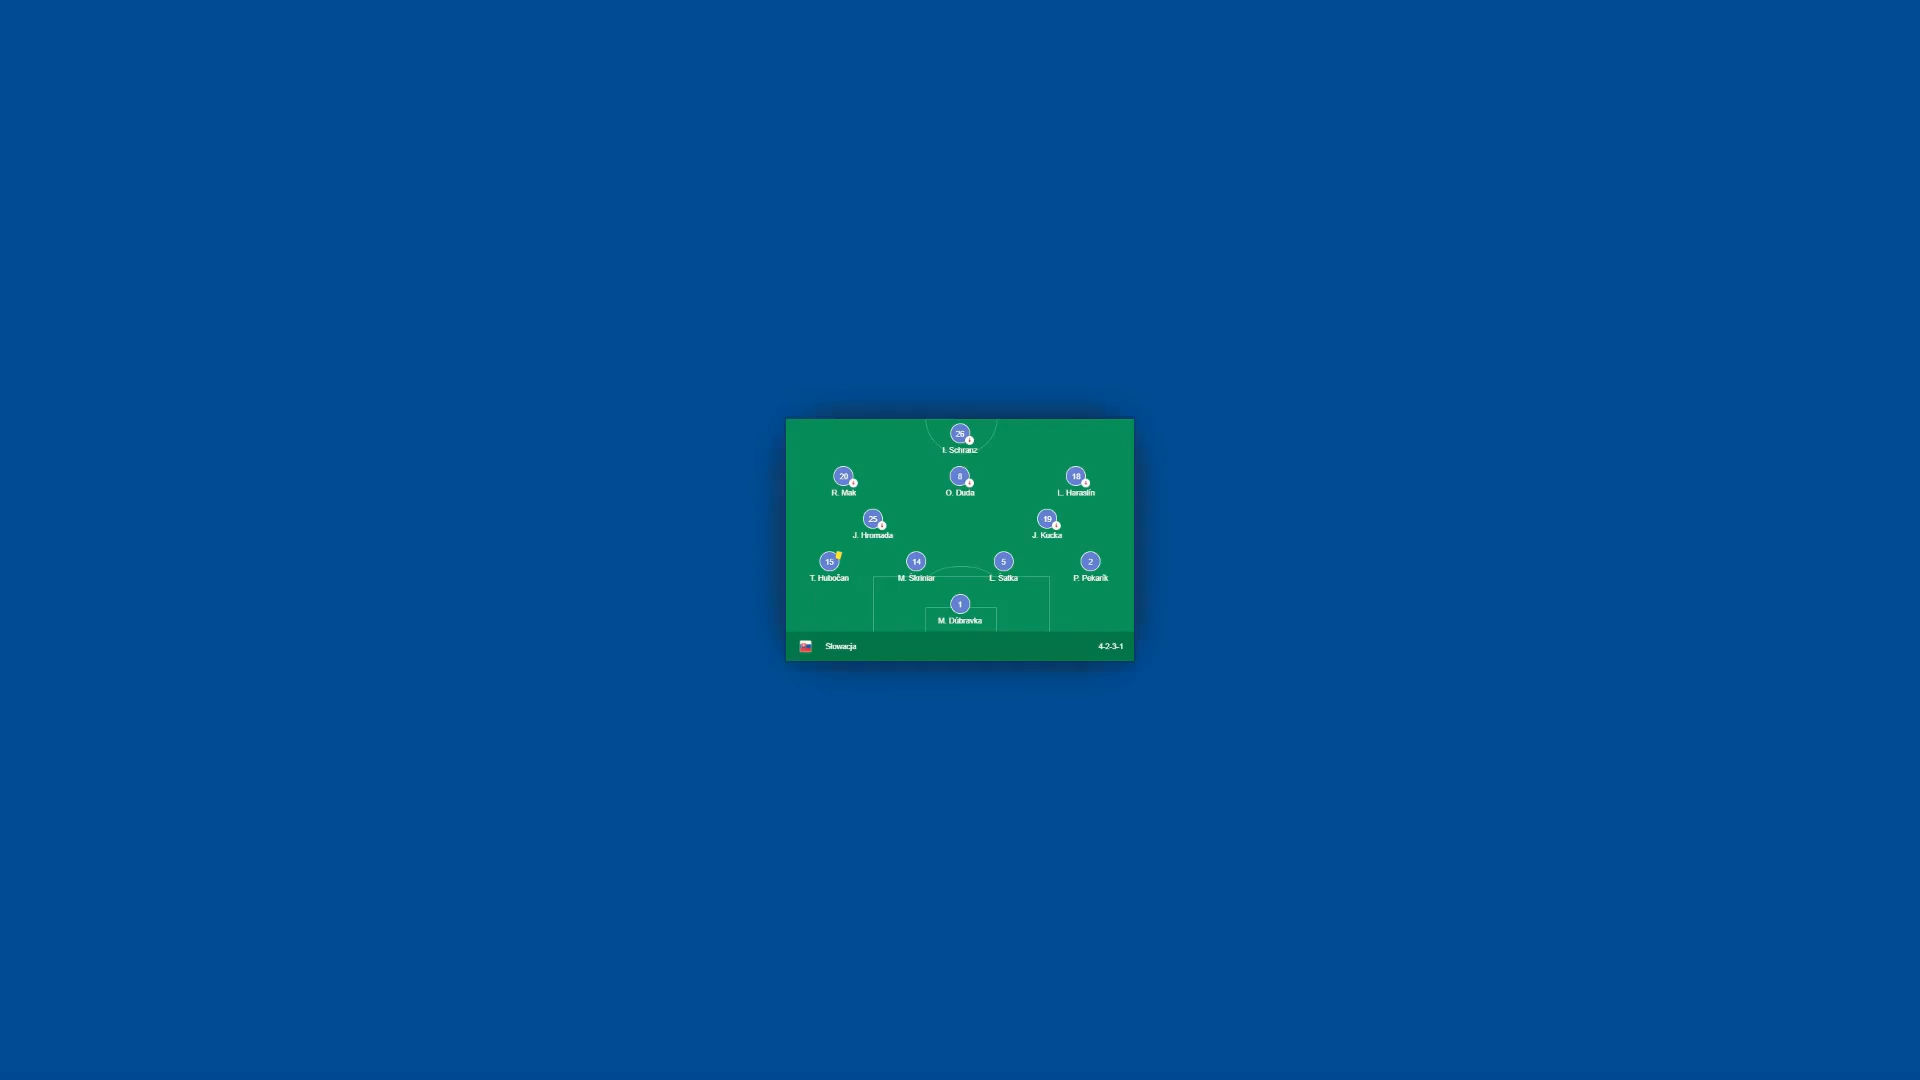 26
I. Schranz
20 8 18
R. Mak O. Duda L. Haraslín
25 19
J. Hromada J. Kucka
15 14 5 2
T. Hubočan M. Škriniar Ľ. Šatka P. Pekarík
1
M. Dúbravka
Słowacja 4-2-3-1